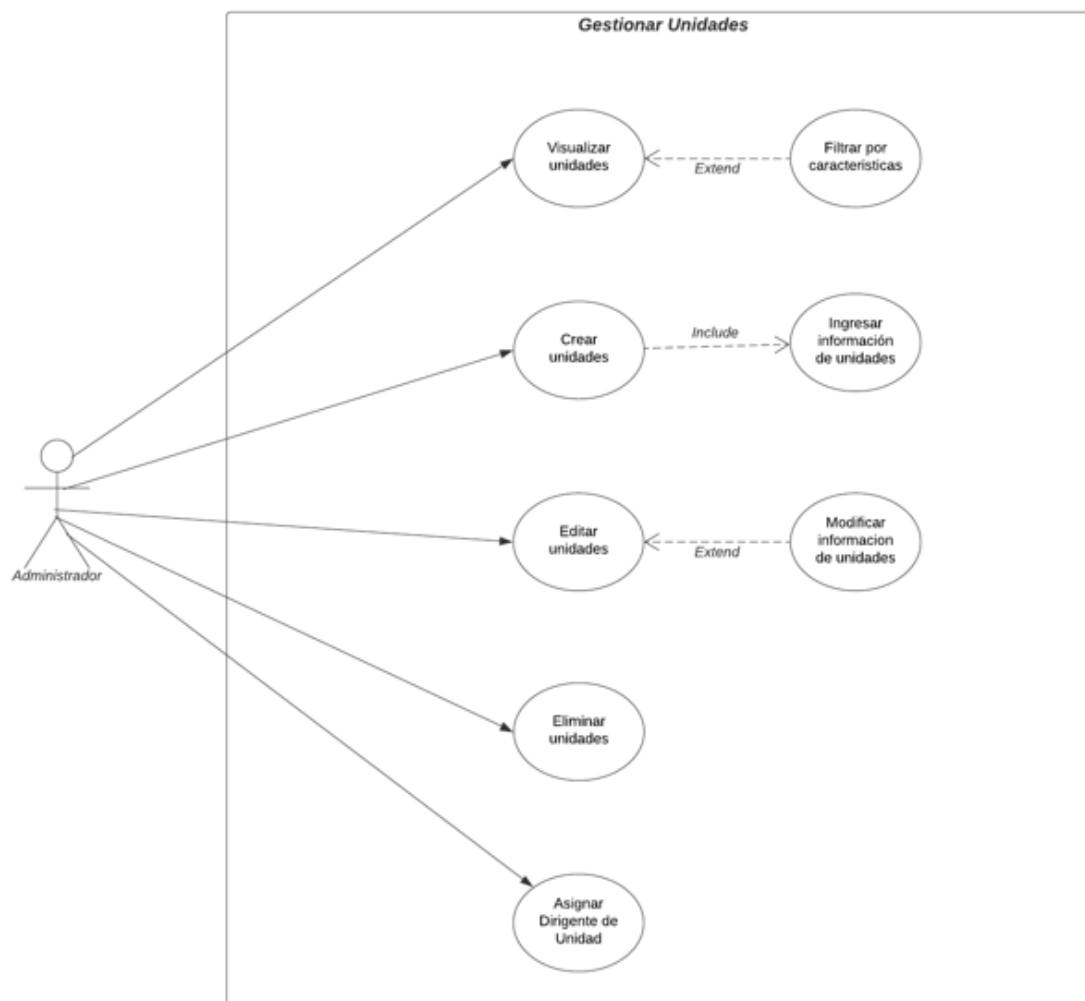 Gestionar Unidades
Visualizar
unidades
Extend
Filtrar por
caracteristicas
Crear
unidades
Include
Ingresar
información
de unidades
Administrador
Editar
unidades
Extend
Modificar
informacion
de unidades
Eliminar
unidades
Asignar
Dirigente de
Unidad